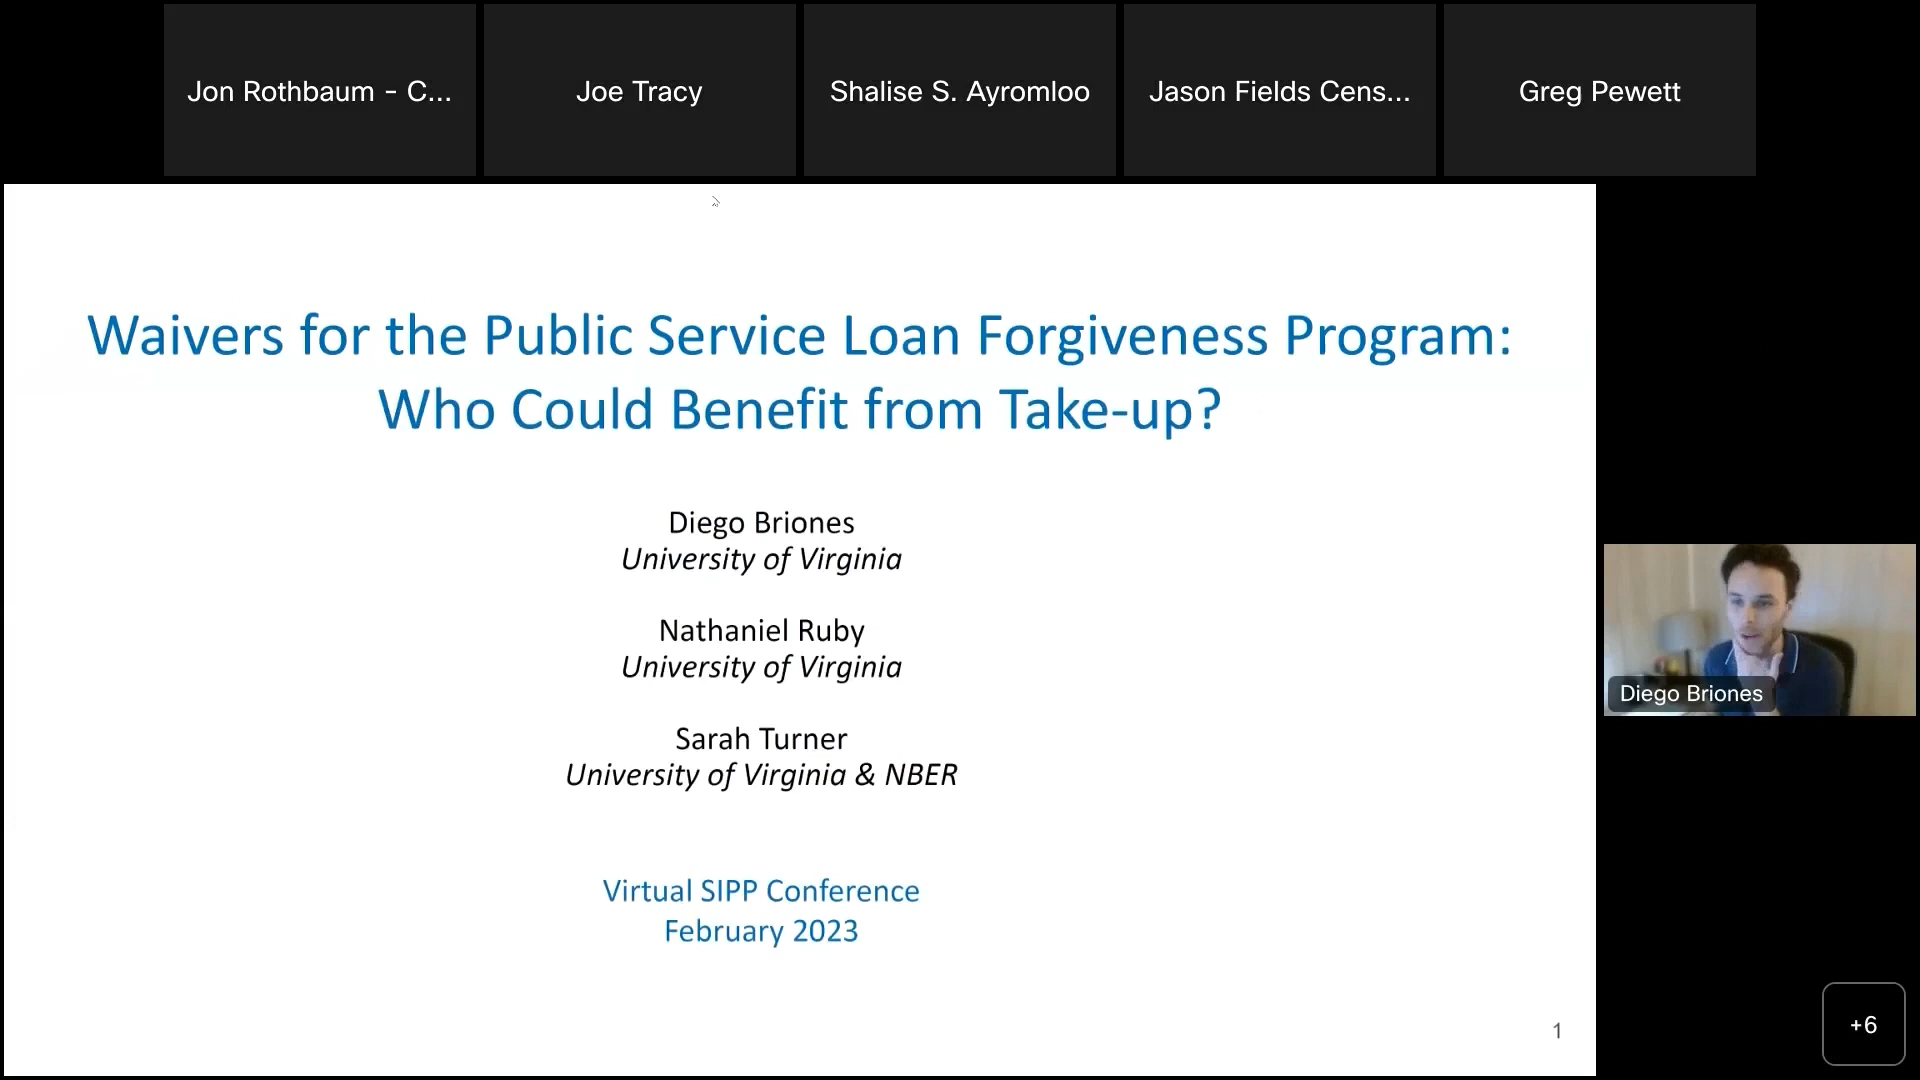 Jon Rothbaum - C...
Joe Tracy
Shalise S. Ayromloo
Jason Fields Cens...
Greg Pewett
Waivers for the Public Service Loan Forgiveness Program:
Who Could Benefit from Take-up?
Diego Briones
University of Virginia
Nathaniel Ruby
University of Virginia
Sarah Turner
University of Virginia & NBER
Virtual SIPP Conference
February 2023
1
Diego Briones
+6